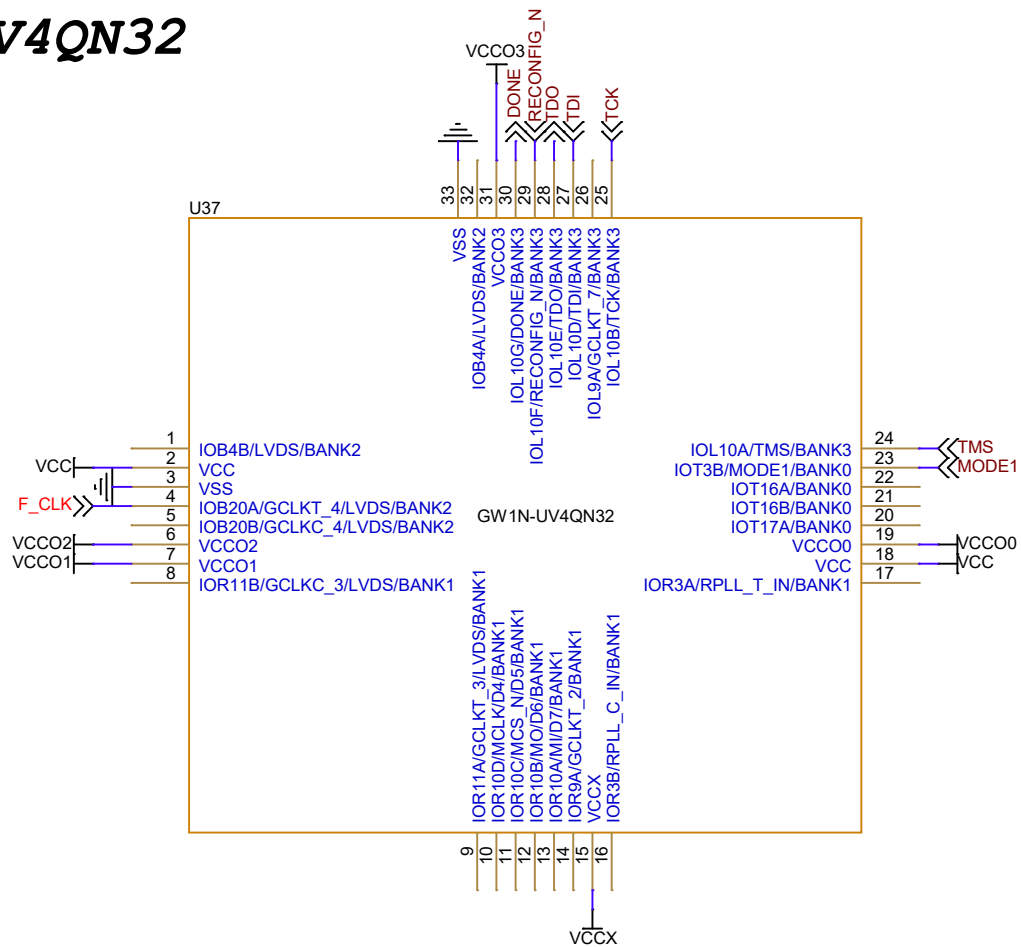 V4QN32
VCCO3
DONE
RECONFIG_N
TDO
TDI
TCK
33
32
31
30
29
28
27
26
25
U37
VSS
IOB4A/LVDS/BANK2
VCCO3
IOL10G/DONE/BANK3
IOL10F/RECONFIG_N/BANK3
IOL10E/TDO/BANK3
IOL10D/TDI/BANK3
IOL9A/GCLKT_7/BANK3
IOL10B/TCK/BANK3
1 IOB4B/LVDS/BANK2
VCC 2 VCC
3 VSS
F_CLK 4 IOB20A/GCLKT_4/LVDS/BANK2
5 IOB20B/GCLKC_4/LVDS/BANK2
VCCO2 6 VCCO2
VCCO1 7 VCCO1
8 IOR11B/GCLKC_3/LVDS/BANK1
GW1N-UV4QN32
IOL10A/TMS/BANK3 24 TMS
IOT3B/MODE1/BANK0 23 MODE1
IOT16A/BANK0 22
IOT16B/BANK0 21
IOT17A/BANK0 20
VCCO0 19 VCCO0
VCC 18 VCC
IOR3A/RPLL_T_IN/BANK1 17
IOR11A/GCLKT_3/LVDS/BANK1
IOR10D/MCLK/D4/BANK1
IOR10C/MCS_N/D5/BANK1
IOR10B/MO/D6/BANK1
IOR10A/MI/D7/BANK1
IOR9A/GCLKT_2/BANK1
VCCX
IOR3B/RPLL_C_IN/BANK1
9
10
11
12
13
14
15
16
VCCX